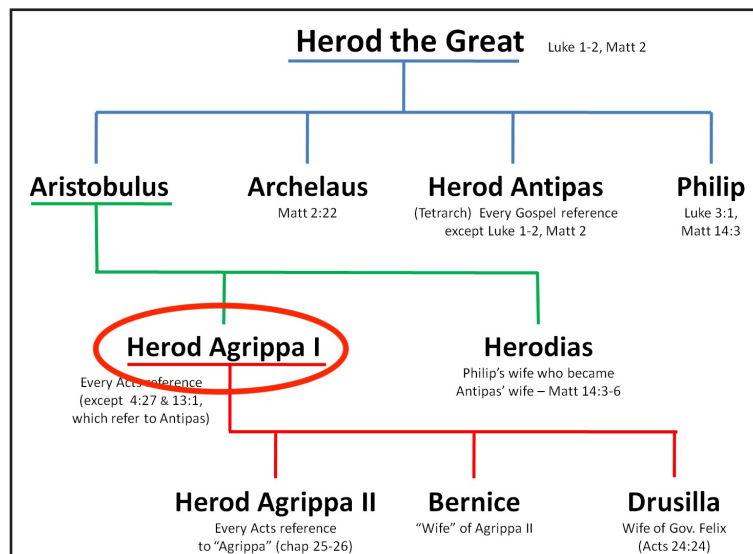 Herod the Great Luke 1-2, Matt 2
Aristobulus
Archelaus
Matt 2:22
Herod Antipas
(Tetrarch) Every Gospel reference
except Luke 1-2, Matt 2
Philip
Luke 3:1,
Matt 14:3
Herod Agrippa I
Every Acts reference
(except 4:27 & 13:1,
which refer to Antipas)
Herodias
Philip's wife who became
Antipas' wife – Matt 14:3-6
Herod Agrippa II
Every Acts reference
to "Agrippa" (chap 25-26)
Bernice
"Wife" of Agrippa II
Drusilla
Wife of Gov. Felix
(Acts 24:24)